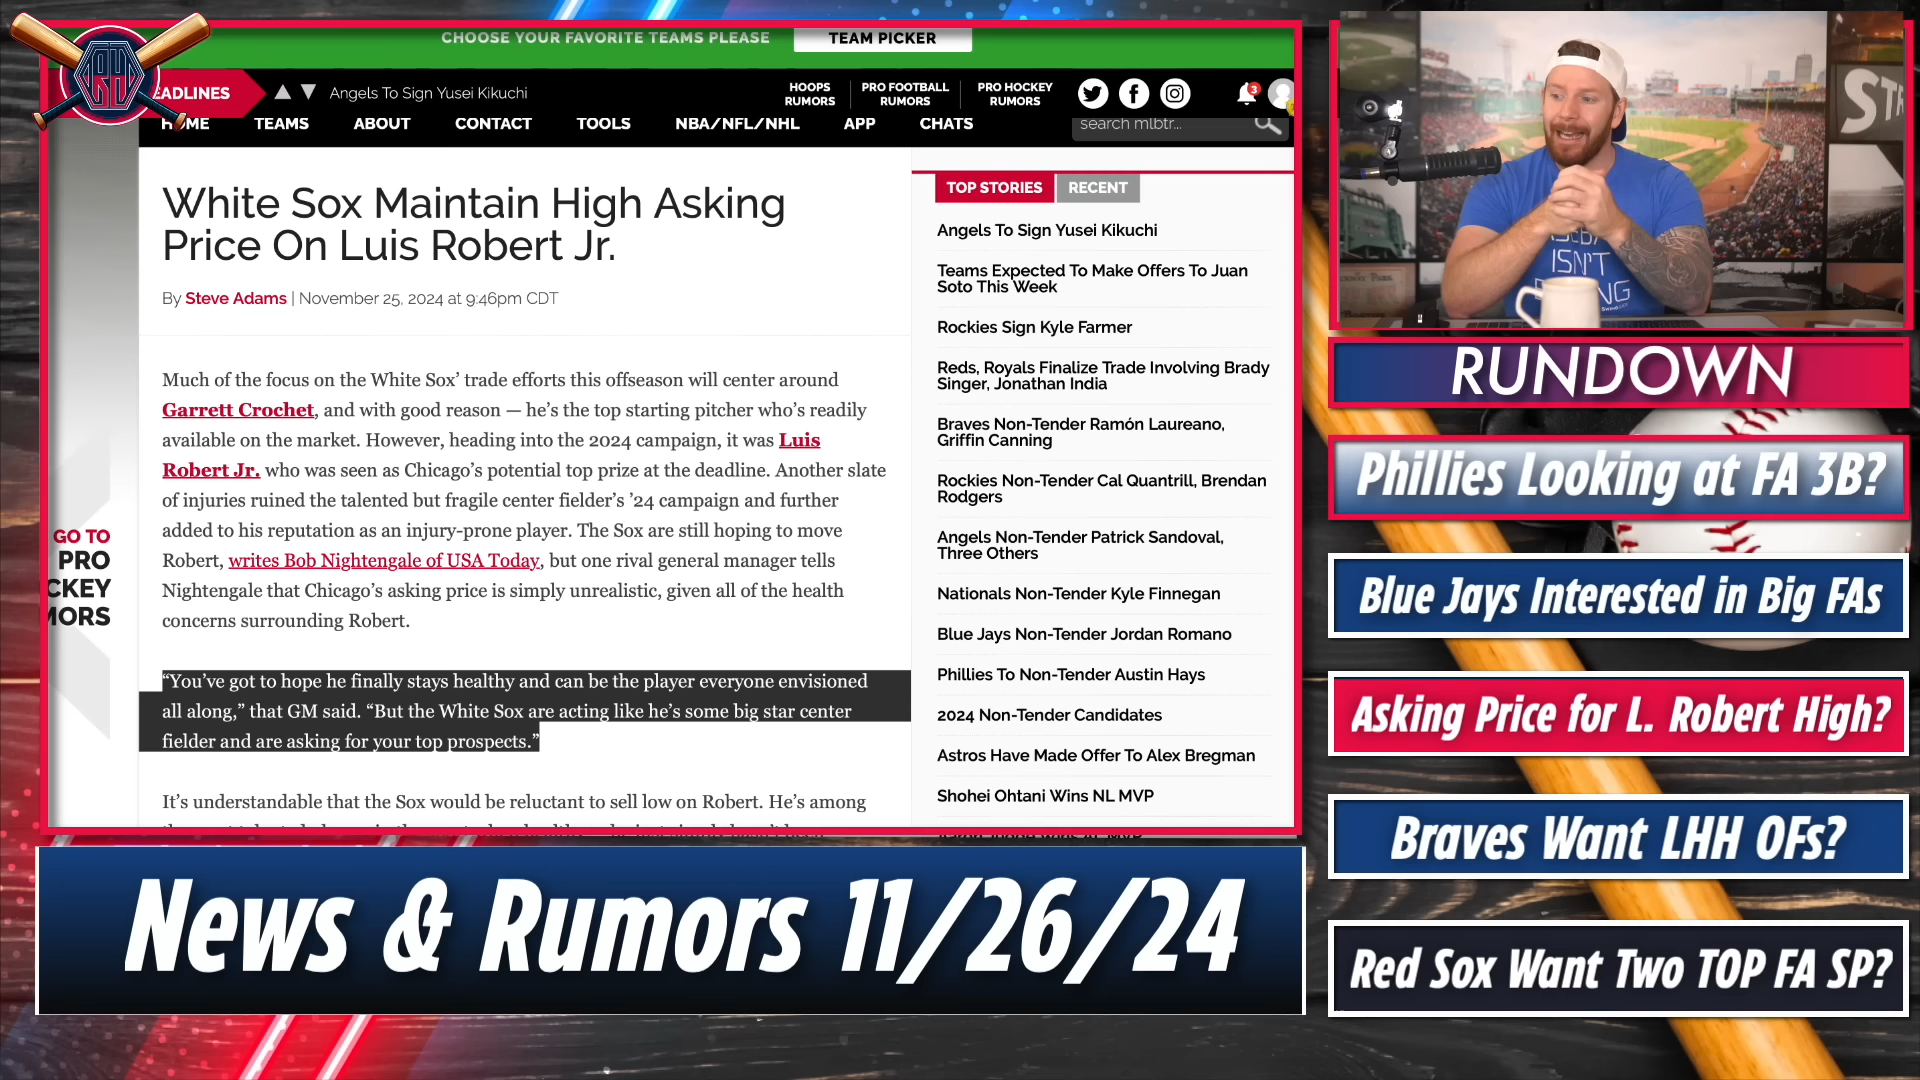 CHOOSE YOUR FAVORITE TEAMS PLEASE
TEAM PICKER
EADLINES
Angels To Sign Yusei Kikuchi
HOOPS
RUMORS
PRO FOOTBALL
RUMORS
PRO HOCKEY
RUMORS
3
HOME
TEAMS
ABOUT
CONTACT
TOOLS
NBA/NFL/NHL
APP
CHATS
search mlbtr...
GO TO
PRO
CKEY
MORS
White Sox Maintain High Asking
Price On Luis Robert Jr.
By Steve Adams | November 25, 2024 at 9:46pm CDT
Much of the focus on the White Sox’ trade efforts this offseason will center around
Garrett Crochet, and with good reason — he’s the top starting pitcher who’s readily
available on the market. However, heading into the 2024 campaign, it was Luis
Robert Jr. who was seen as Chicago’s potential top prize at the deadline. Another slate
of injuries ruined the talented but fragile center fielder’s ’24 campaign and further
added to his reputation as an injury-prone player. The Sox are still hoping to move
Robert, writes Bob Nightengale of USA Today, but one rival general manager tells
Nightengale that Chicago’s asking price is simply unrealistic, given all of the health
concerns surrounding Robert.
“You’ve got to hope he finally stays healthy and can be the player everyone envisioned
all along,” that GM said. “But the White Sox are acting like he’s some big star center
fielder and are asking for your top prospects.”
It’s understandable that the Sox would be reluctant to sell low on Robert. He’s among
TOP STORIES
RECENT
Angels To Sign Yusei Kikuchi
Teams Expected To Make Offers To Juan
Soto This Week
Rockies Sign Kyle Farmer
Reds, Royals Finalize Trade Involving Brady
Singer, Jonathan India
Braves Non-Tender Ramón Laureano,
Griffin Canning
Rockies Non-Tender Cal Quantrill, Brendan
Rodgers
Angels Non-Tender Patrick Sandoval,
Three Others
Nationals Non-Tender Kyle Finnegan
Blue Jays Non-Tender Jordan Romano
Phillies To Non-Tender Austin Hays
2024 Non-Tender Candidates
Astros Have Made Offer To Alex Bregman
Shohei Ohtani Wins NL MVP
ISN'T
STR
RUNDOWN
Phillies Looking at FA 3B?
Blue Jays Interested in Big FAs
Asking Price for L. Robert High?
Braves Want LHH OFs?
Red Sox Want Two TOP FA SP?
News & Rumors 11/26/24